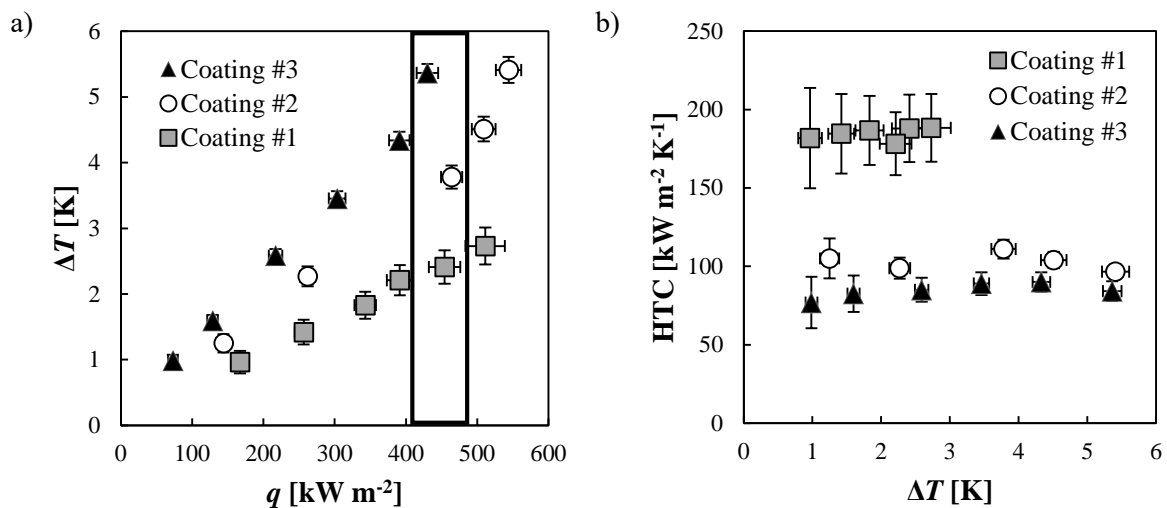 a)
ΔT [K]
6
5
4
3
2
1
0
Coating #3
Coating #2
Coating #1
0 100 200 300 400 500 600
q [kW m-2]
b)
HTC [kW m-2 K-1]
250
200
150
100
50
0
Coating #1
Coating #2
Coating #3
0 1 2 3 4 5 6
ΔT [K]